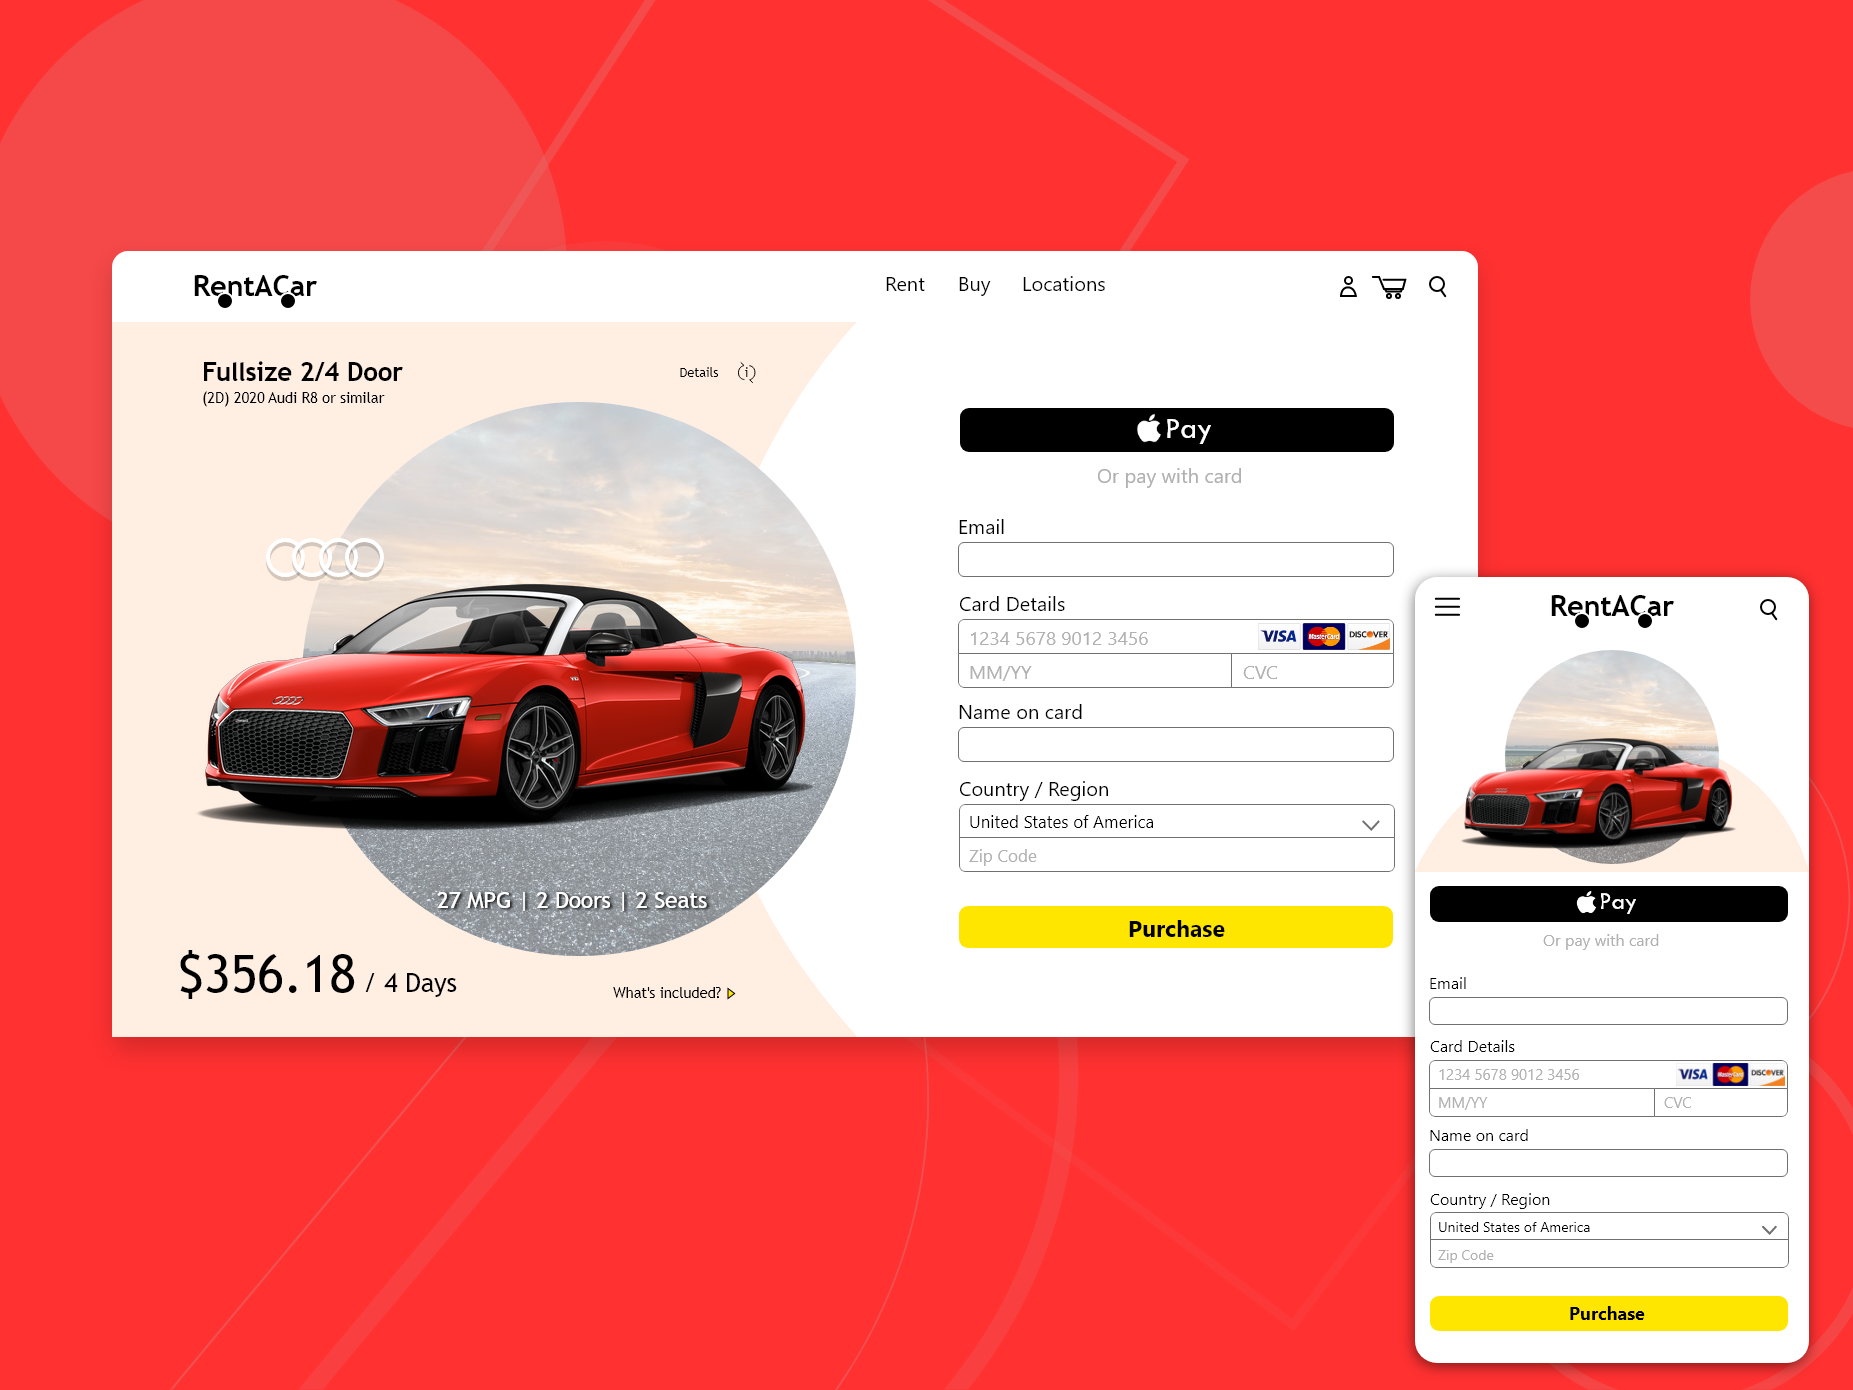 RentACar
Rent Buy Locations
Fullsize 2/4 Door
(2D) 2020 Audi R8 or similar
Details i
27 MPG | 2 Doors | 2 Seats
$356.18 / 4 Days
What's included?
Pay
Or pay with card
Email
Card Details
1234 5678 9012 3456 VISA MasterCard DISCOVER
MM/YY CVC
Name on card
Country / Region
United States of America
Zip Code
Purchase
RentACar
Pay
Or pay with card
Email
Card Details
1234 5678 9012 3456 VISA MasterCard DISCOVER
MM/YY CVC
Name on card
Country / Region
United States of America
Zip Code
Purchase